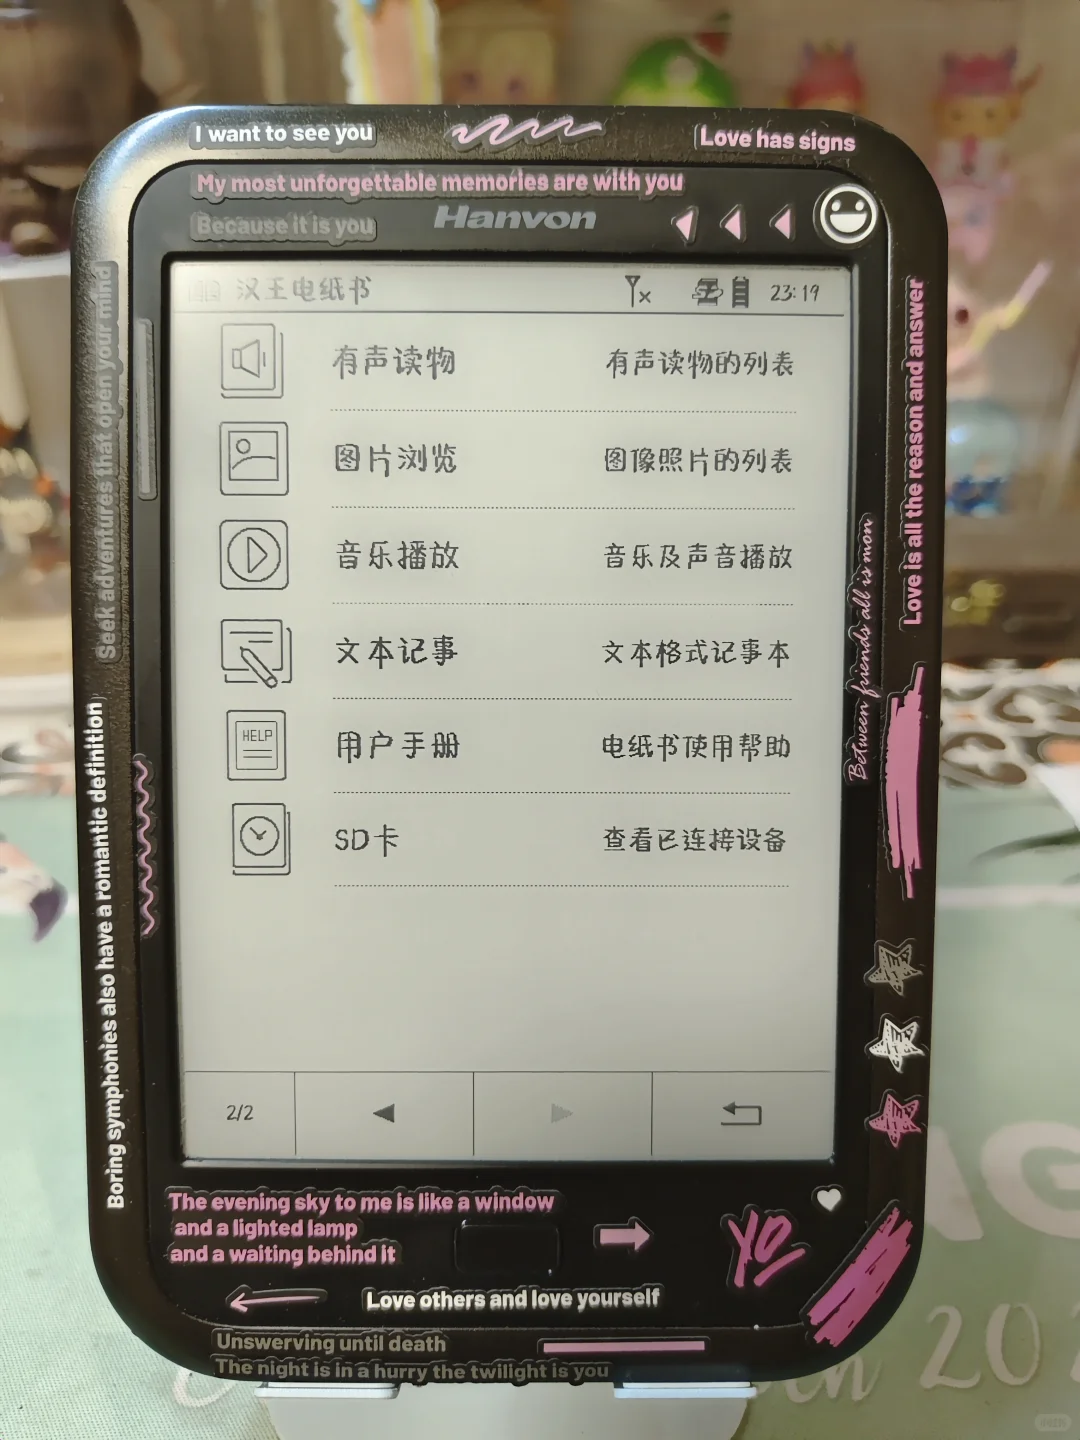 I want to see you
Love has signs
My most unforgettable memories are with you
Because it is you
Hanvon
汉王电纸书
23:19
有声读物 有声读物的列表
图片浏览 图像照片的列表
音乐播放 音乐及声音播放
文本记事 文本格式记事本
HELP
用户手册 电纸书使用帮助
SD卡 查看已连接设备
2/2
Seek adventures that open your mind
Boring symphonies also have a romantic definition
Love is all the reason and answer
Between friends all is mon
The evening sky to me is like a window
and a lighted lamp
and a waiting behind it
YO
Love others and love yourself
Unswerving until death
The night is in a hurry the twilight is you